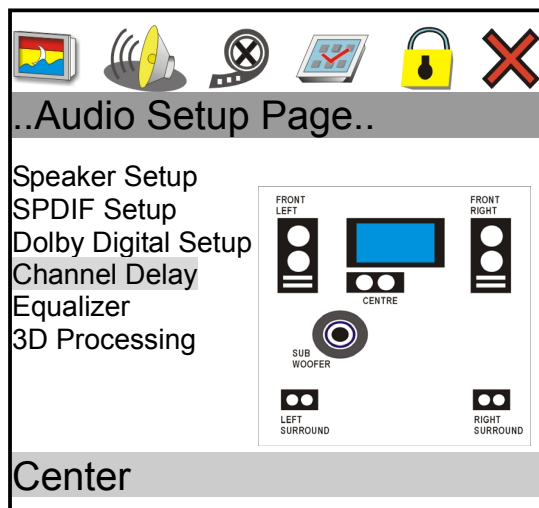 ..Audio Setup Page..
Speaker Setup
SPDIF Setup
Dolby Digital Setup
Channel Delay
Equalizer
3D Processing
FRONT
LEFT
FRONT
RIGHT
CENTRE
SUB
WOOFER
LEFT
SURROUND
RIGHT
SURROUND
Center